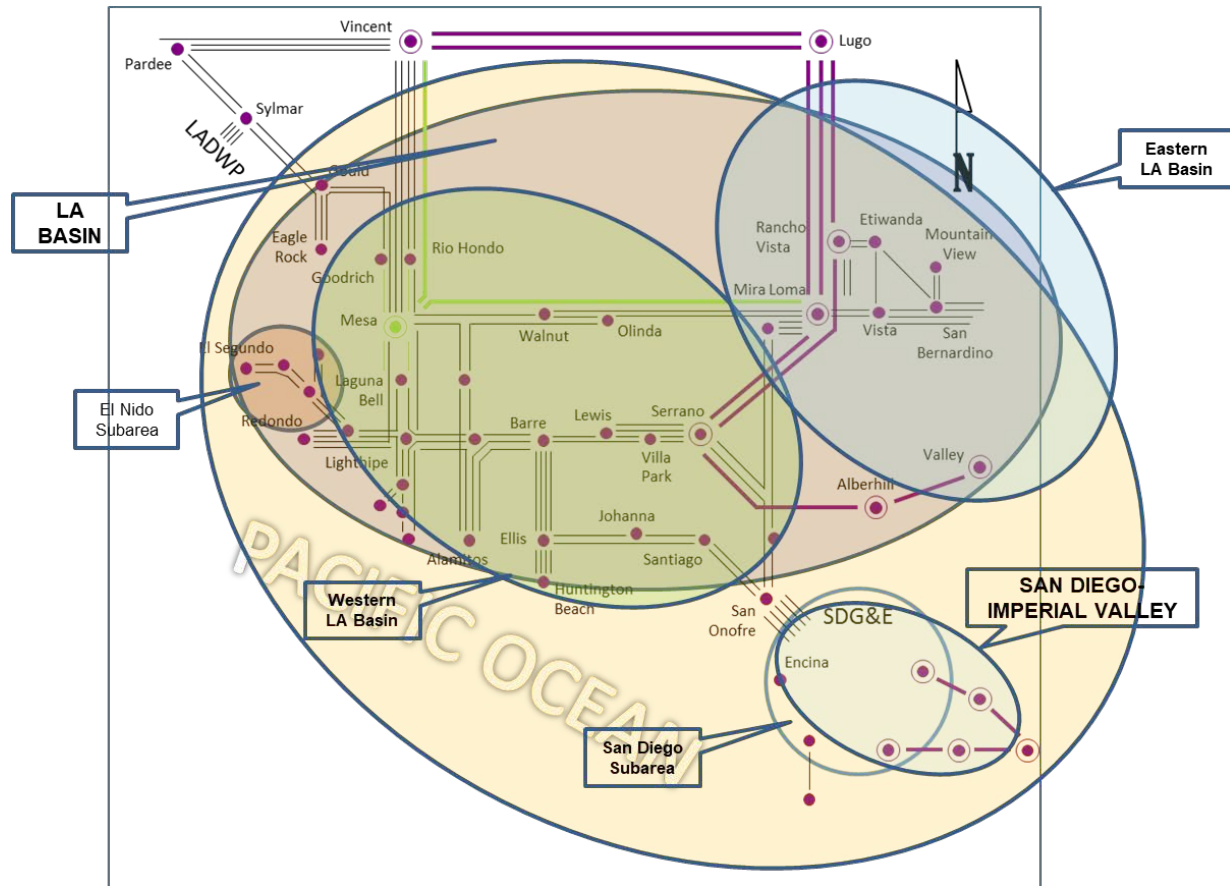 Vincent
Lugo
Pardee
Sylmar
LADWP
Gould
Eastern
LA Basin
N
LA
BASIN
Eagle
Rock
Goodrich
Rio Hondo
Rancho
Vista
Etiwanda
Mountain
View
Mira Loma
Mesa
Walnut
Olinda
Vista
San
Bernardino
El Segundo
El Nido
Subarea
Laguna
Bell
Redondo
Lighthipe
Barre
Lewis
Serrano
Villa
Park
Valley
Alberhill
Johanna
Alamitos
Ellis
Santiago
PACIFIC OCEAN
Western
LA Basin
Huntington
Beach
San
Onofre
SAN DIEGO-
IMPERIAL VALLEY
SDG&E
Encina
San Diego
Subarea